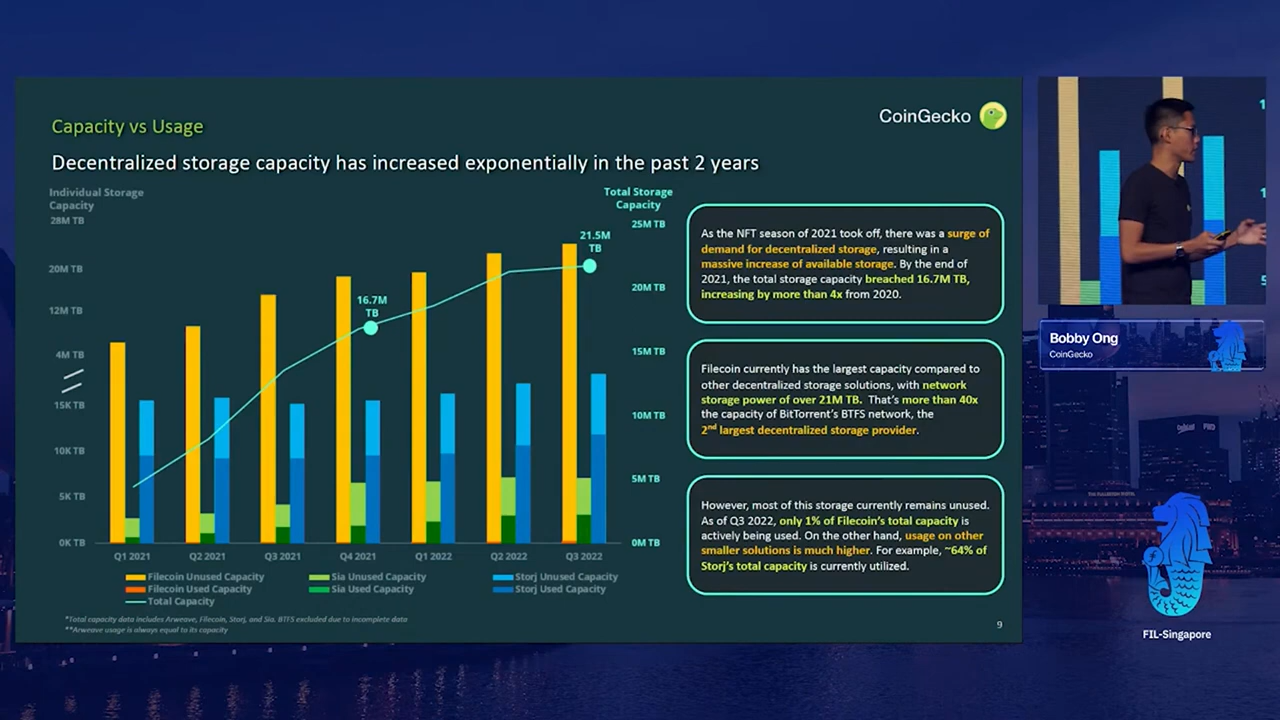 Capacity vs Usage
CoinGecko
Decentralized storage capacity has increased exponentially in the past 2 years
Individual Storage
Capacity
Total Storage
Capacity
28M TB
20M TB
12M TB
4M TB
15K TB
10K TB
5K TB
0K TB
16.7M
TB
21.5M
TB
25M TB
20M TB
15M TB
10M TB
5M TB
0M TB
Q1 2021
Q2 2021
Q3 2021
Q4 2021
Q1 2022
Q2 2022
Q3 2022
Filecoin Unused Capacity
Sia Unused Capacity
Storj Unused Capacity
Filecoin Used Capacity
Sia Used Capacity
Storj Used Capacity
Total Capacity
*Total capacity data includes Arweave, Filecoin, Storj, and Sia. BTFS excluded due to incomplete data
**Arweave usage is always equal to its capacity
As the NFT season of 2021 took off, there was a surge of
demand for decentralized storage, resulting in a
massive increase of available storage. By the end of
2021, the total storage capacity breached 16.7M TB,
increasing by more than 4x from 2020.
Filecoin currently has the largest capacity compared to
other decentralized storage solutions, with network
storage power of over 21M TB. That's more than 40x
the capacity of BitTorrent's BTFS network, the
2nd largest decentralized storage provider.
However, most of this storage currently remains unused.
As of Q3 2022, only 1% of Filecoin's total capacity is
actively being used. On the other hand, usage on other
smaller solutions is much higher. For example, ~64% of
Storj's total capacity is currently utilized.
9
Bobby Ong
CoinGecko
FIL-Singapore